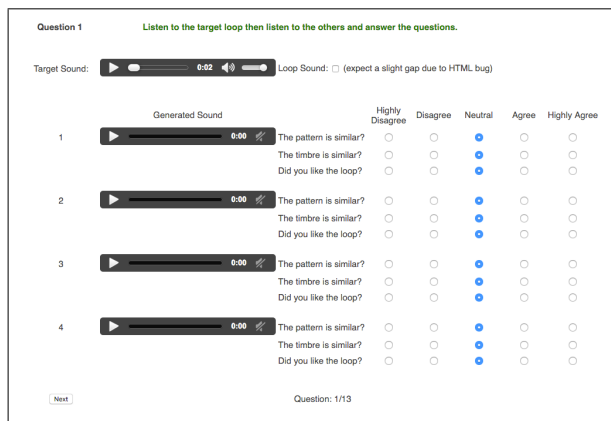 Question 1 Listen to the target loop then listen to the others and answer the questions.
Target Sound: 0:02 Loop Sound: (expect a slight gap due to HTML bug)
Generated Sound Highly Disagree Disagree Neutral Agree Highly Agree
1 0:00 The pattern is similar?
The timbre is similar?
Did you like the loop?
2 0:00 The pattern is similar?
The timbre is similar?
Did you like the loop?
3 0:00 The pattern is similar?
The timbre is similar?
Did you like the loop?
4 0:00 The pattern is similar?
The timbre is similar?
Did you like the loop?
Next Question: 1/13